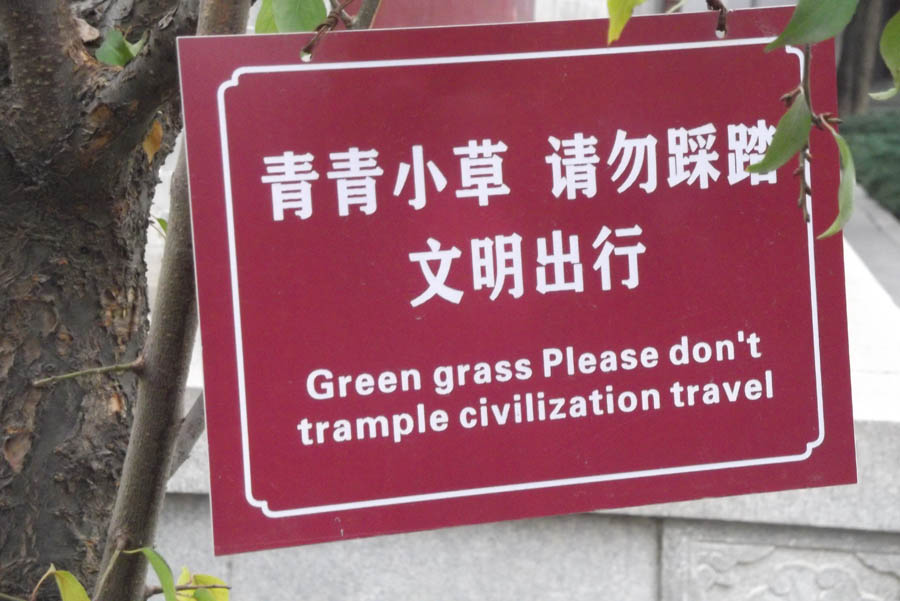 青青小草 请勿踩踏
文明出行
Green grass Please don't
trample civilization travel